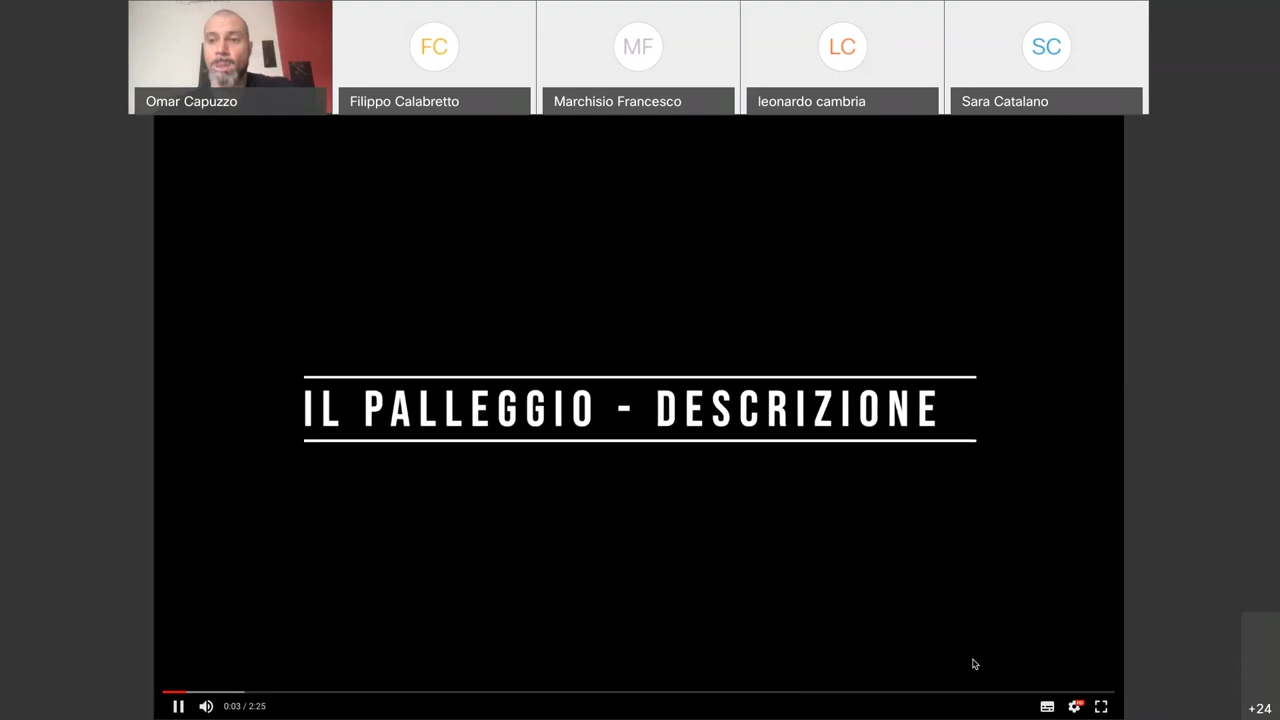 FC
MF
LC
SC
Omar Capuzzo
Filippo Calabretto
Marchisio Francesco
leonardo cambria
Sara Catalano
IL PALLEGGIO - DESCRIZIONE
0:03 / 2:25
+24